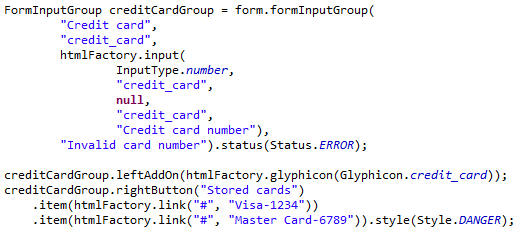 FormInputGroup creditCardGroup = form.formInputGroup(
"Credit card",
"credit_card",
htmlFactory.input(
InputType.number,
"credit_card",
null,
"credit_card",
"Credit card number"),
"Invalid card number").status(Status.ERROR);
creditCardGroup.leftAddOn(htmlFactory.glyphicon(Glyphicon.credit_card));
creditCardGroup.rightButton("Stored cards")
.item(htmlFactory.link("#", "Visa-1234"))
.item(htmlFactory.link("#", "Master Card-6789")).style(Style.DANGER);